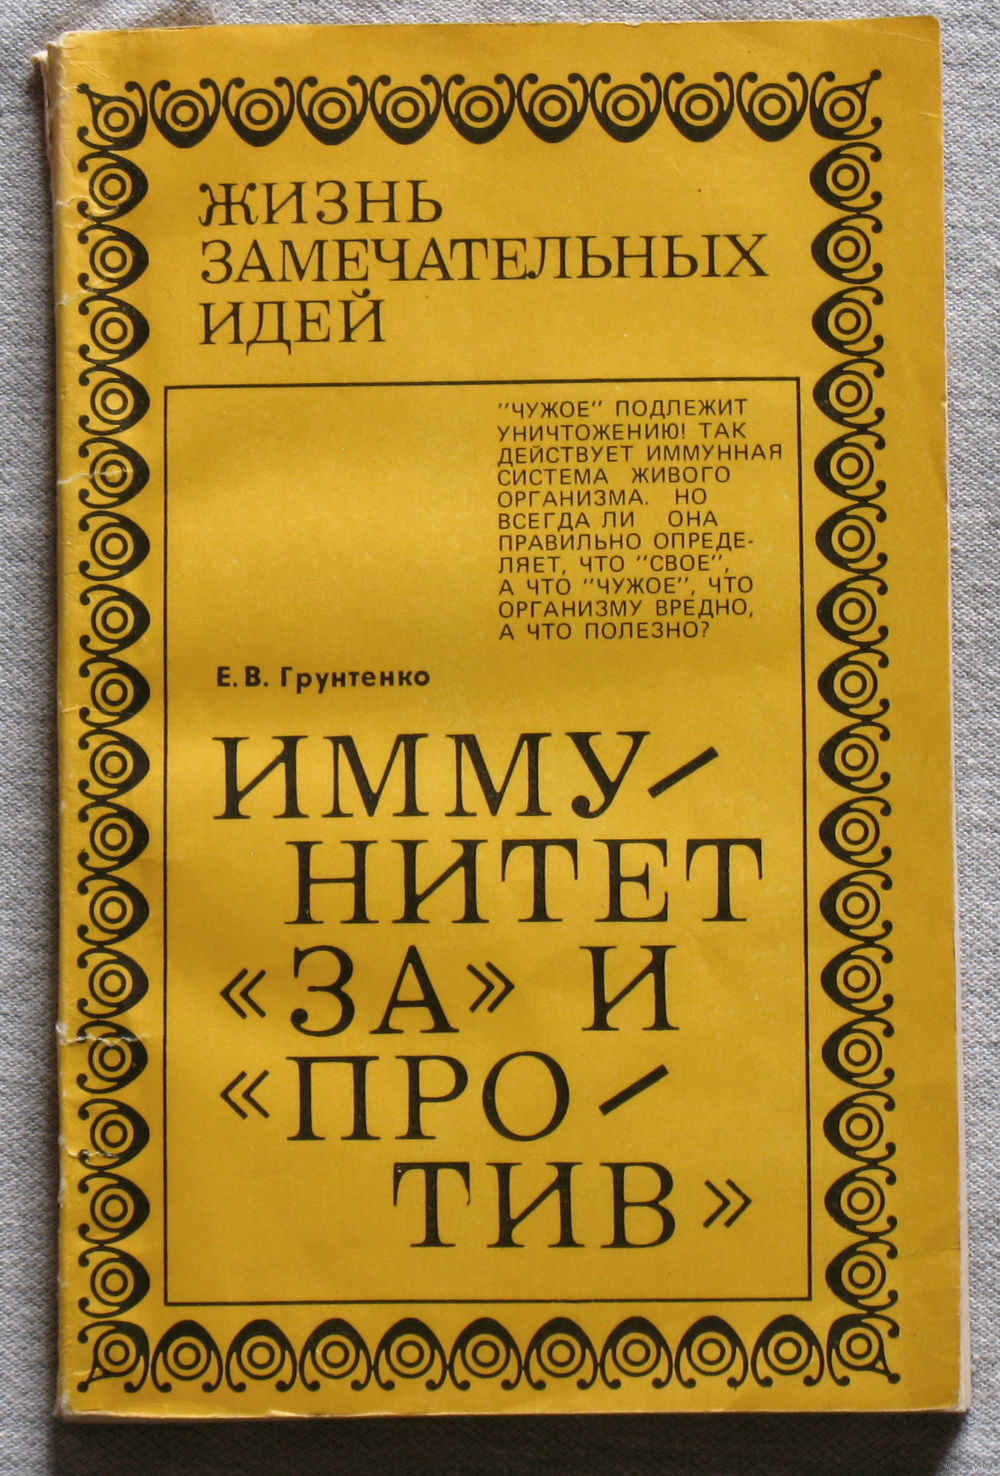 ЖИЗНЬ
ЗАМЕЧАТЕЛЬНЫХ
ИДЕЙ
"ЧУЖОЕ" ПОДЛЕЖИТ
УНИЧТОЖЕНИЮ! ТАК
ДЕЙСТВУЕТ ИММУННАЯ
СИСТЕМА ЖИВОГО
ОРГАНИЗМА. НО
ВСЕГДА ЛИ ОНА
ПРАВИЛЬНО ОПРЕДЕ-
ЛЯЕТ, ЧТО "СВОЕ",
А ЧТО "ЧУЖОЕ", ЧТО
ОРГАНИЗМУ ВРЕДНО,
А ЧТО ПОЛЕЗНО?
Е. В. Грунтенко
ИММУ-
НИТЕТ
«ЗА» И
«ПРО-
ТИВ»